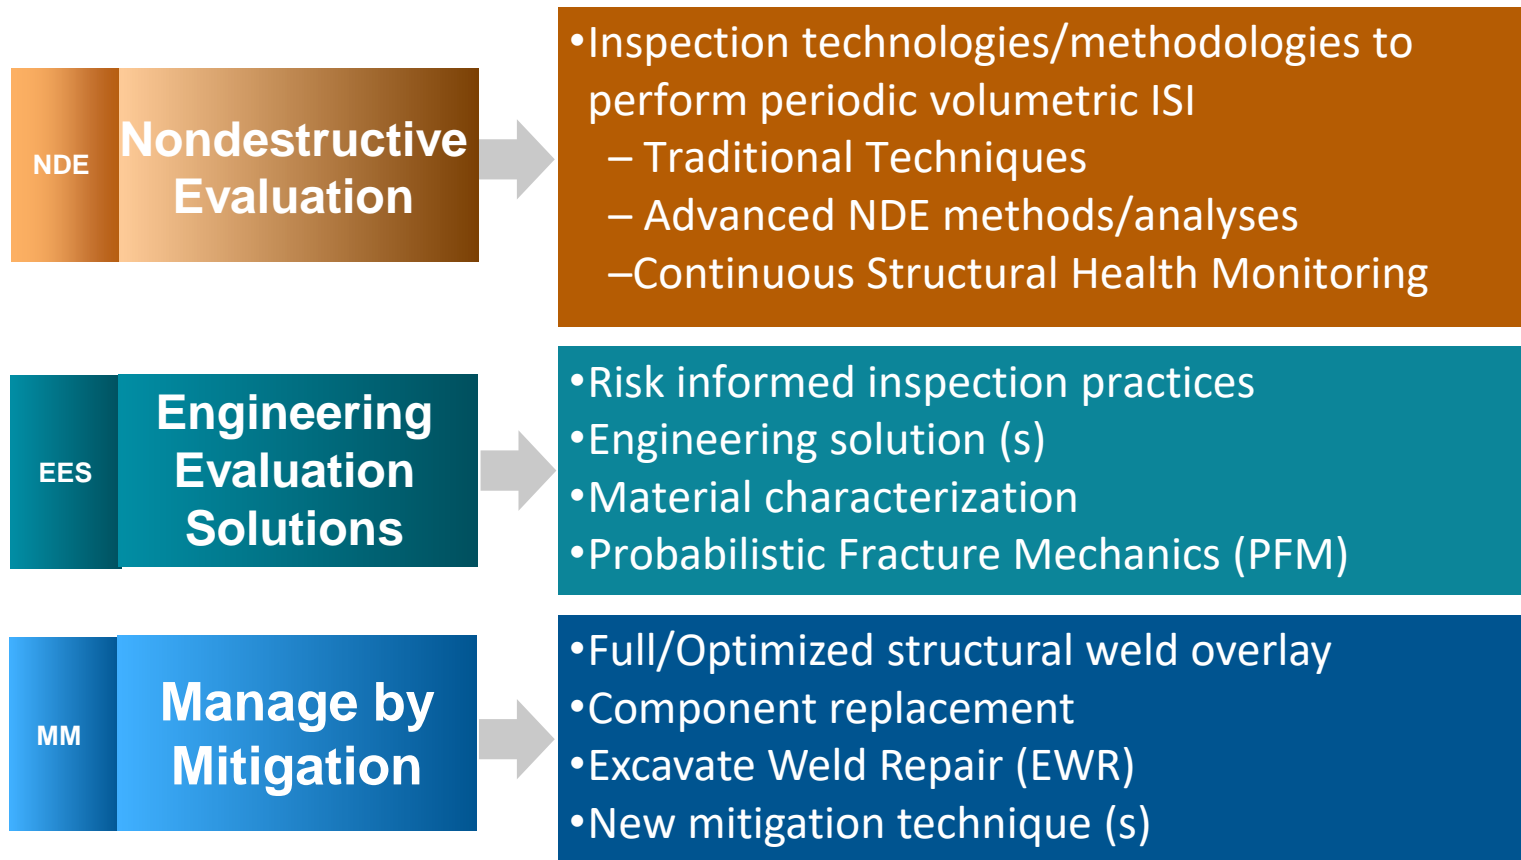 NDE
Nondestructive
Evaluation
•Inspection technologies/methodologies to
perform periodic volumetric ISI
– Traditional Techniques
– Advanced NDE methods/analyses
–Continuous Structural Health Monitoring
EES
Engineering
Evaluation
Solutions
•Risk informed inspection practices
•Engineering solution (s)
•Material characterization
•Probabilistic Fracture Mechanics (PFM)
MM
Manage by
Mitigation
•Full/Optimized structural weld overlay
•Component replacement
•Excavate Weld Repair (EWR)
•New mitigation technique (s)